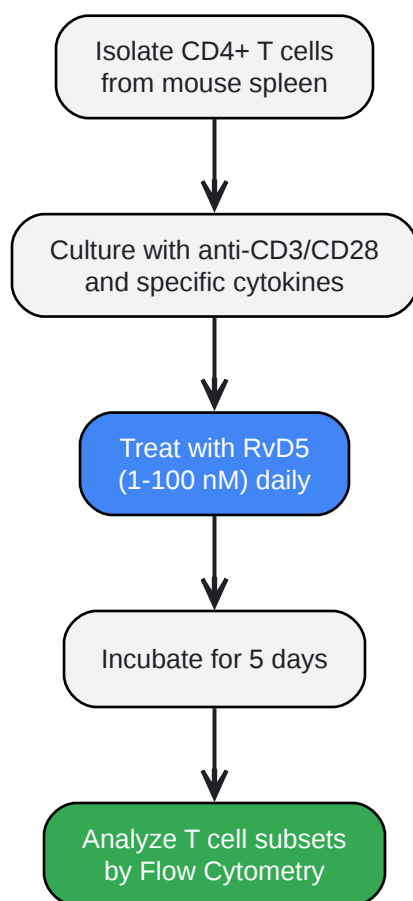 Isolate CD4+ T cells
from mouse spleen
Culture with anti-CD3/CD28
and specific cytokines
Treat with RvD5
(1-100 nM) daily
Incubate for 5 days
Analyze T cell subsets
by Flow Cytometry